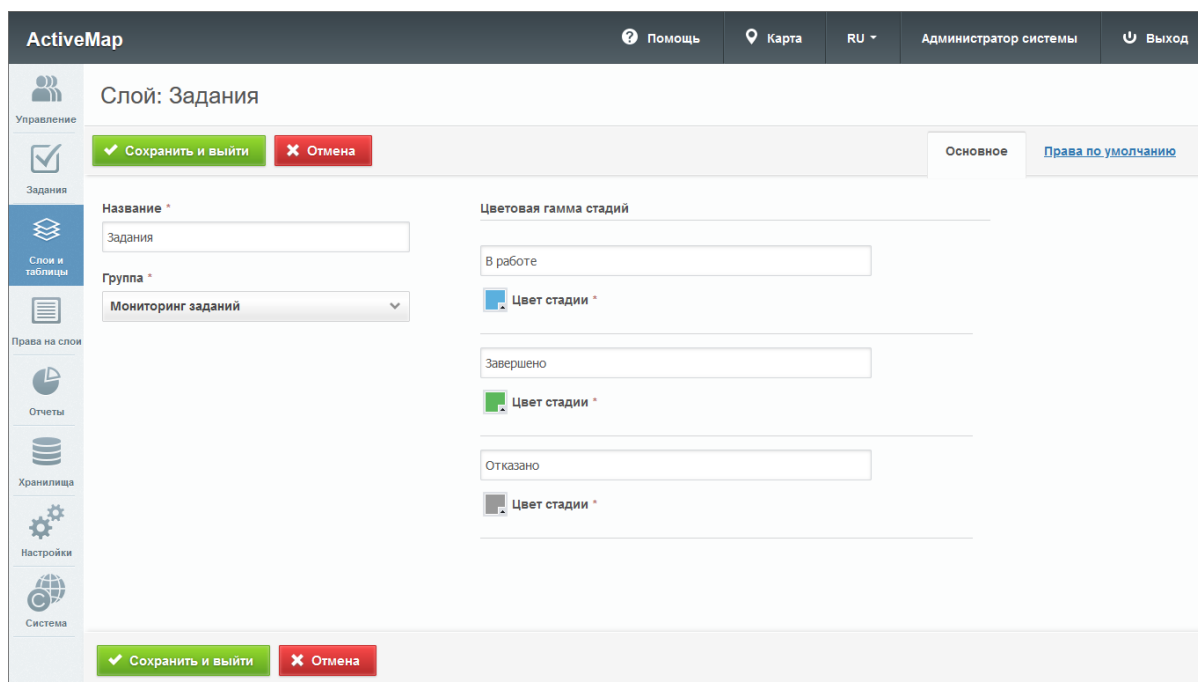 ActiveMap
Помощь
Карта
RU
Администратор системы
Выход
Управление
Задания
Слои и
таблицы
Права на слои
Отчеты
Хранилища
Настройки
Система
Слой: Задания
Сохранить и выйти
Отмена
Основное
Права по умолчанию
Название *
Задания
Группа *
Мониторинг заданий
Цветовая гамма стадий
В работе
Цвет стадии *
Завершено
Цвет стадии *
Отказано
Цвет стадии *
Сохранить и выйти
Отмена